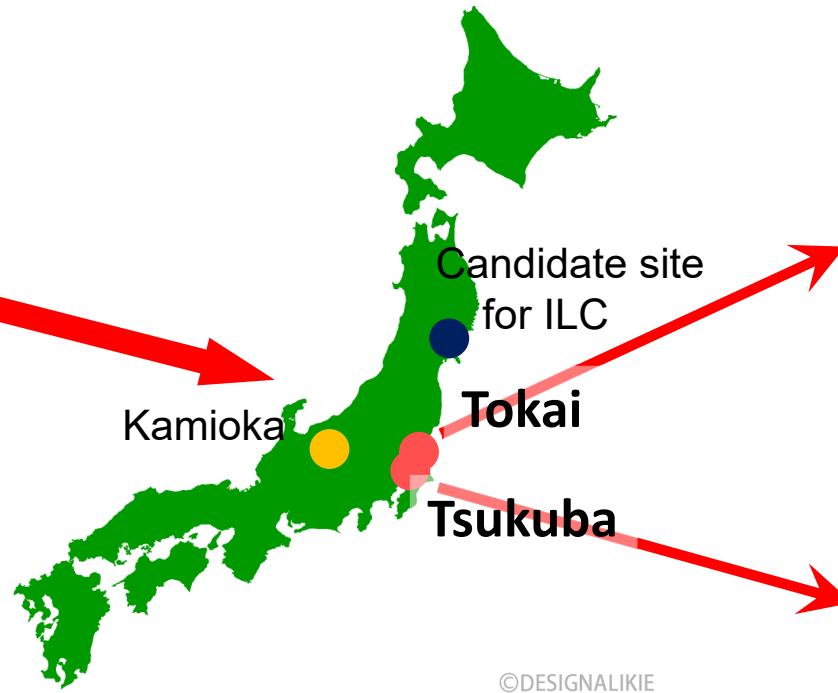 Candidate site
for ILC
Tokai
Kamioka
Tsukuba
©DESIGNALIKIE